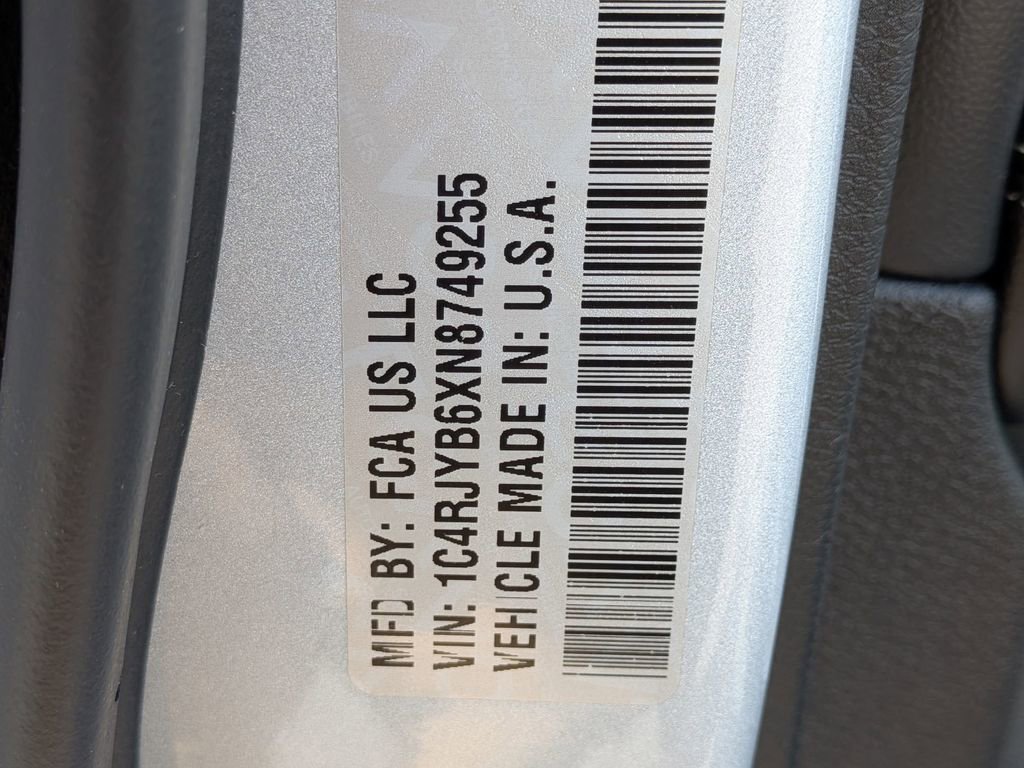 MFD BY: FCA US LLC
VIN: 1C4RJYB6XN8749255
VEHICLE MADE IN: U.S.A.